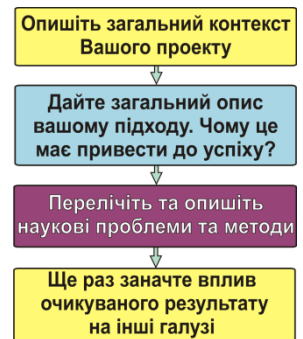 Опишіть загальний контекст
Вашого проекту
Дайте загальний опис
вашому підходу. Чому це
має привести до успіху?
Перелічіть та опишіть
наукові проблеми та методи
Ще раз заначте вплив
очикуваного результату
на інші галузі